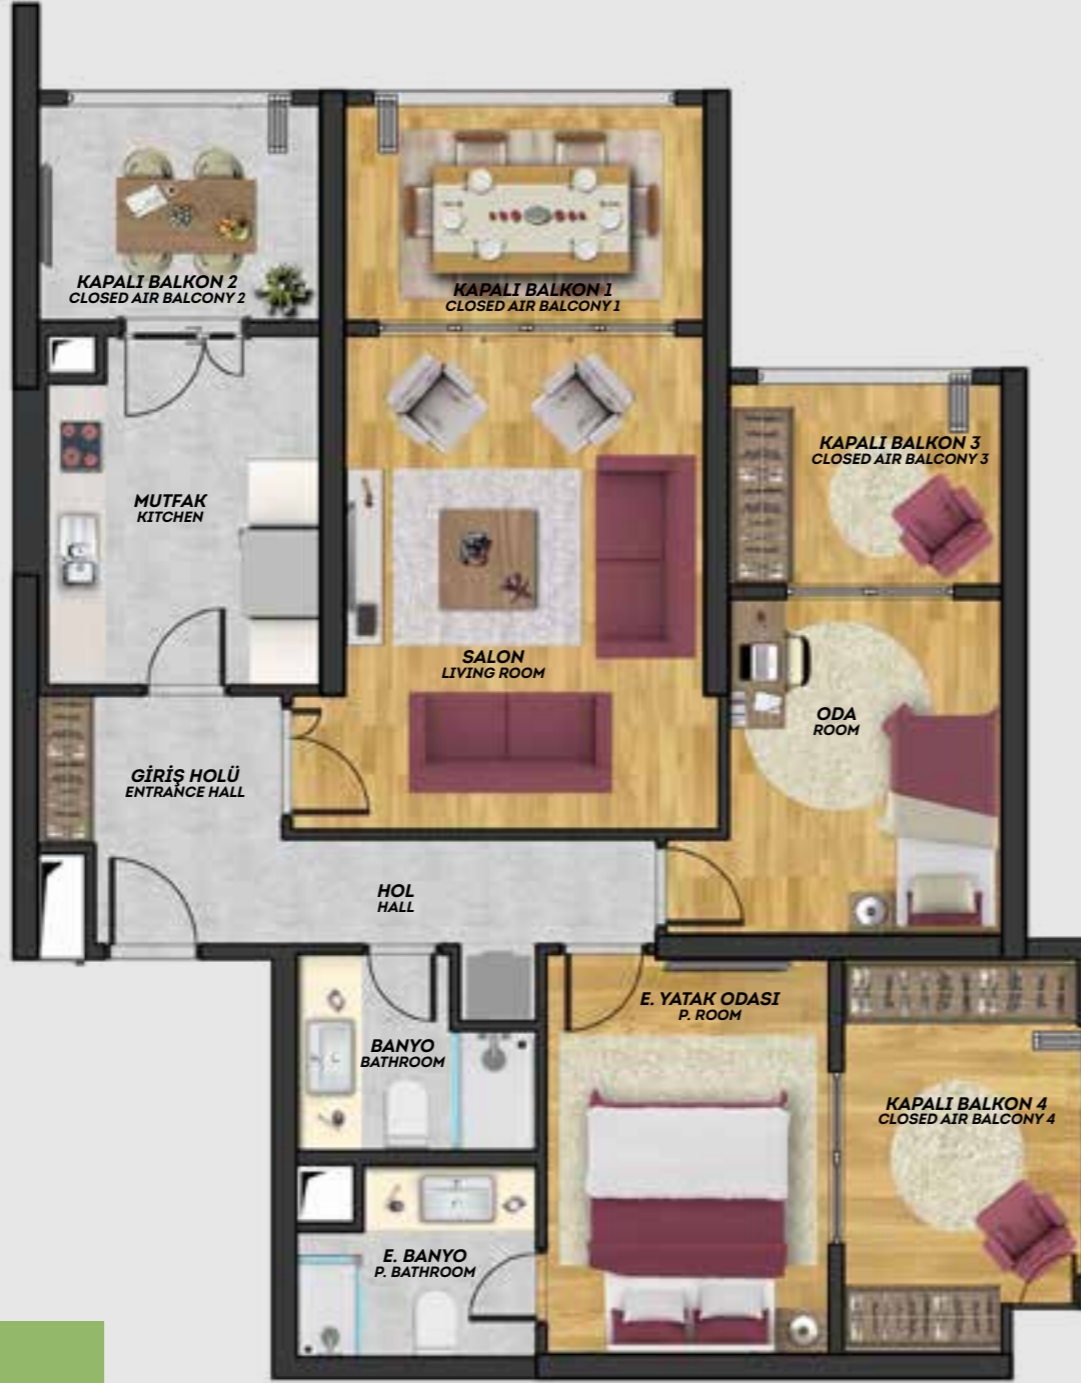 KAPALI BALKON 2
CLOSED AIR BALCONY 2
KAPALI BALKON 1
CLOSED AIR BALCONY 1
KAPALI BALKON 3
CLOSED AIR BALCONY 3
MUTFAK
KITCHEN
SALON
LIVING ROOM
ODA
ROOM
GİRİŞ HOLÜ
ENTRANCE HALL
HOL
HALL
E. YATAK ODASI
P. ROOM
BANYO
BATHROOM
KAPALI BALKON 4
CLOSED AIR BALCONY 4
E. BANYO
P. BATHROOM